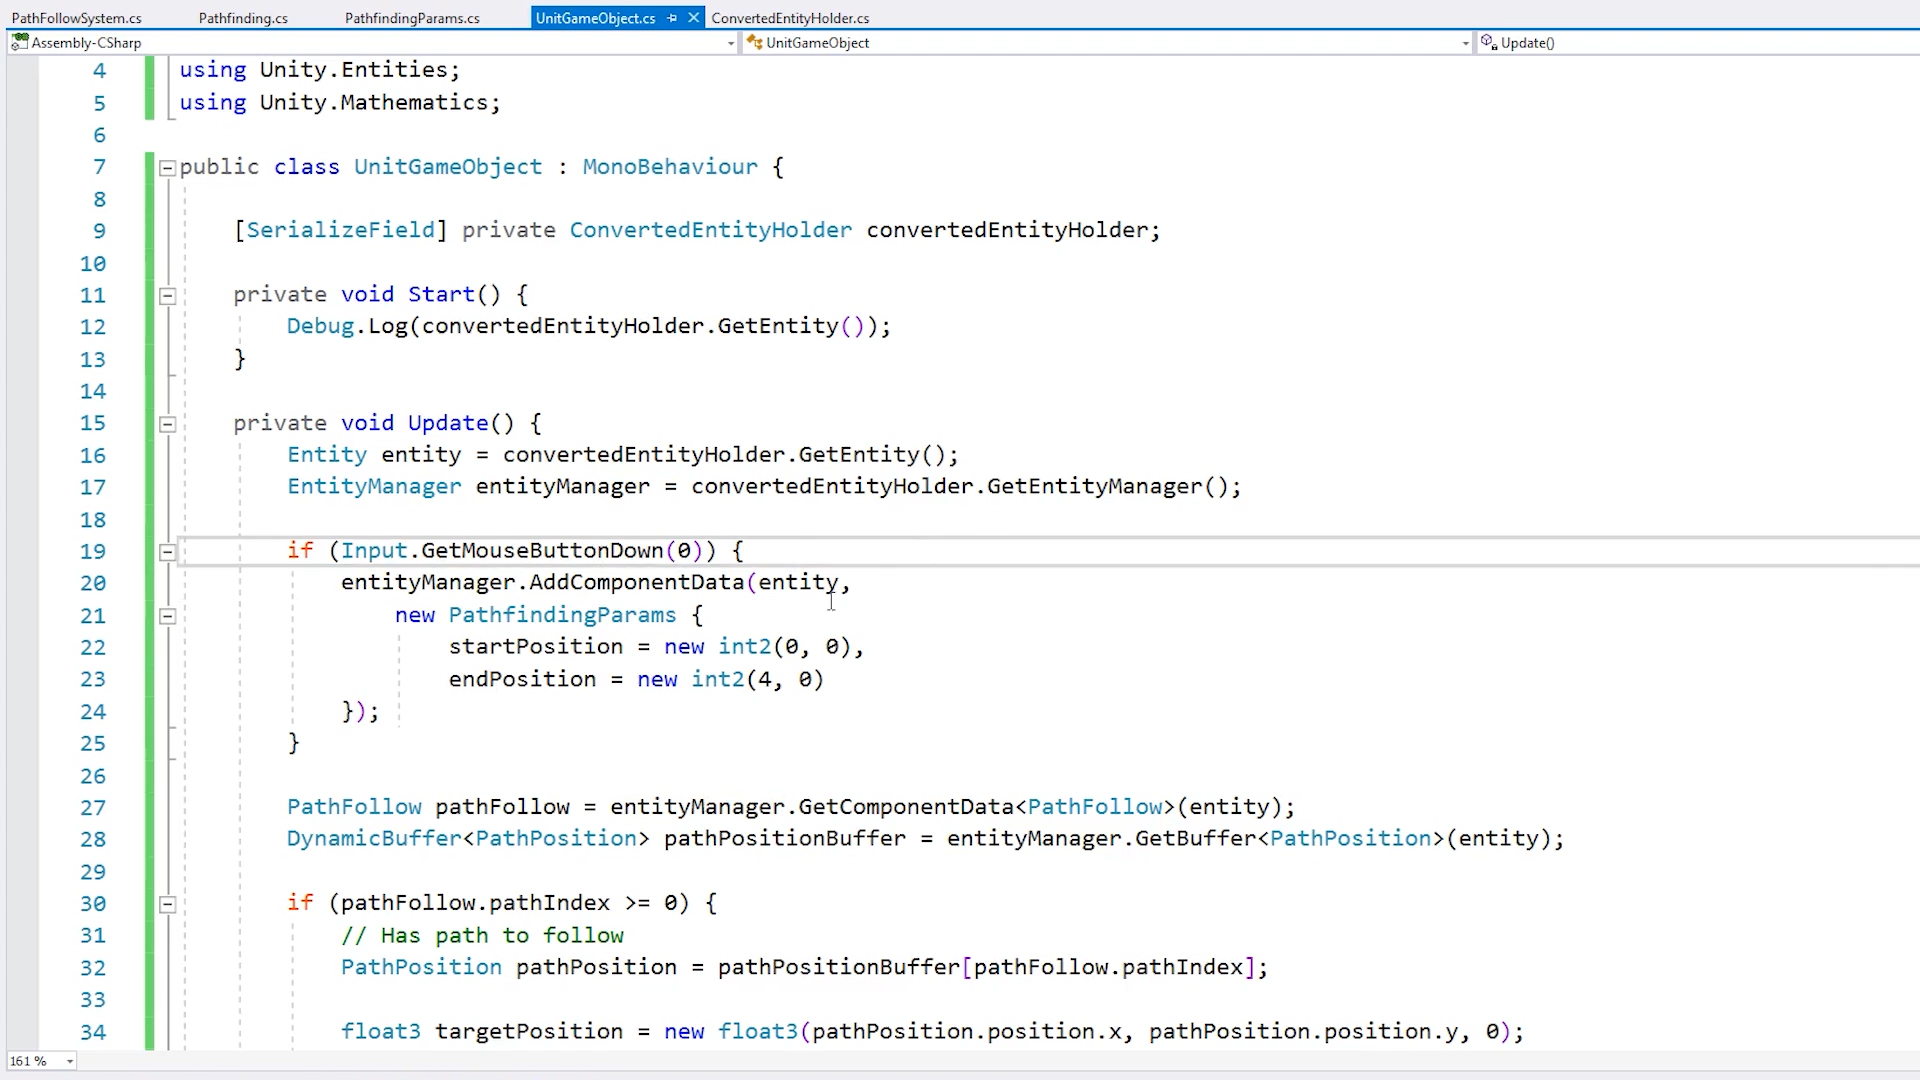 PathFollowSystem.cs Pathfinding.cs PathfindingParams.cs UnitGameObject.cs ConvertedEntityHolder.cs
Assembly-CSharp UnitGameObject Update()
4 using Unity.Entities;
5 using Unity.Mathematics;
6
7 public class UnitGameObject : MonoBehaviour {
8
9 [SerializeField] private ConvertedEntityHolder convertedEntityHolder;
10
11 private void Start() {
12 Debug.Log(convertedEntityHolder.GetEntity());
13 }
14
15 private void Update() {
16 Entity entity = convertedEntityHolder.GetEntity();
17 EntityManager entityManager = convertedEntityHolder.GetEntityManager();
18
19 if (Input.GetMouseButtonDown(0)) {
20 entityManager.AddComponentData(entity,
21 new PathfindingParams {
22 startPosition = new int2(0, 0),
23 endPosition = new int2(4, 0)
24 });
25 }
26
27 PathFollow pathFollow = entityManager.GetComponentData<PathFollow>(entity);
28 DynamicBuffer<PathPosition> pathPositionBuffer = entityManager.GetBuffer<PathPosition>(entity);
29
30 if (pathFollow.pathIndex >= 0) {
31 // Has path to follow
32 PathPosition pathPosition = pathPositionBuffer[pathFollow.pathIndex];
33
34 float3 targetPosition = new float3(pathPosition.position.x, pathPosition.position.y, 0);
161 %